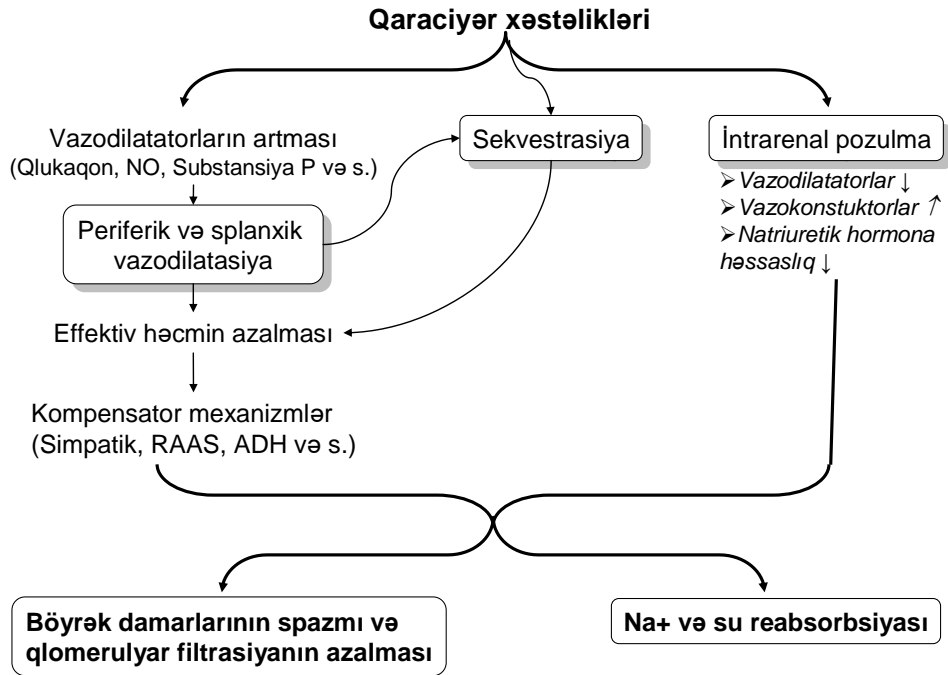 Qaraciyər xəstəlikləri
Vazodilatatorların artması
(Qlukaqon, NO, Substansiya P və s.)
Sekvestrasiya
İntrarenal pozulma
➢Vazodilatatorlar ↓
➢Vazokonstuktorlar ↑
➢Natriuretik hormona
həssaslıq ↓
Periferik və splanxik
vazodilatasiya
Effektiv həcmin azalması
Kompensator mexanizmlər
(Simpatik, RAAS, ADH və s.)
Böyrək damarlarının spazmı və
qlomerulyar filtrasiyanın azalması
Na+ və su reabsorbsiyası